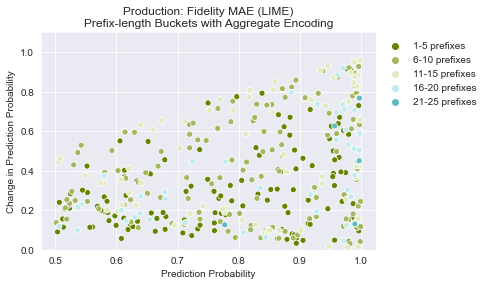 Production: Fidelity MAE (LIME)
Prefix-length Buckets with Aggregate Encoding
1-5 prefixes
6-10 prefixes
11-15 prefixes
16-20 prefixes
21-25 prefixes
Change in Prediction Probability
1.0
0.8
0.6
0.4
0.2
0.0
0.5 0.6 0.7 0.8 0.9 1.0
Prediction Probability